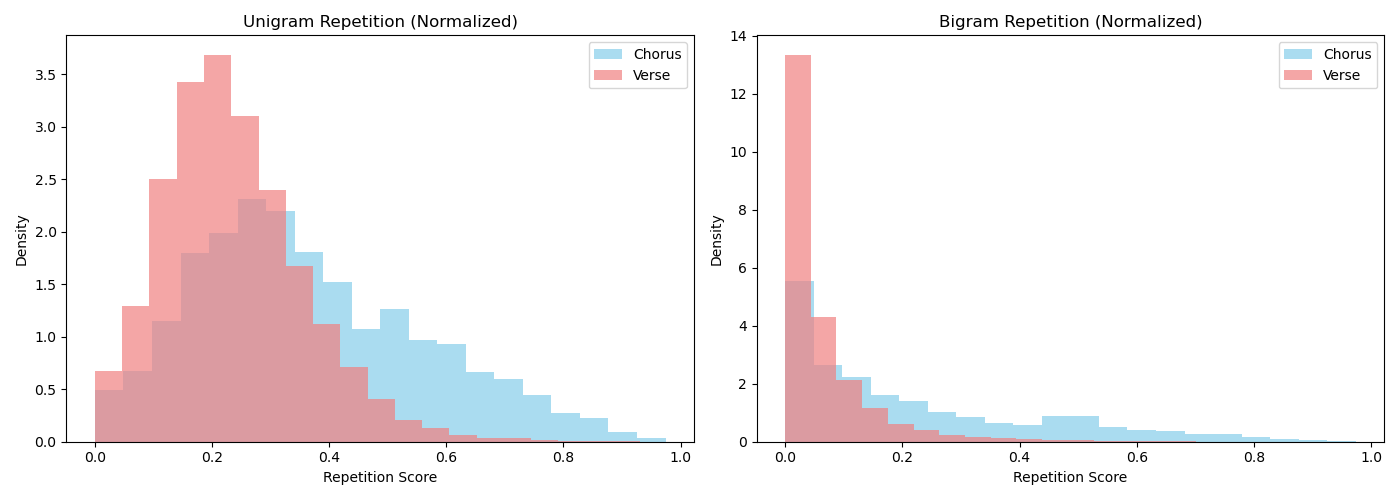 Unigram Repetition (Normalized)
Chorus
Verse
3.5
3.0
2.5
2.0
1.5
1.0
0.5
0.0
Density
0.0 0.2 0.4 0.6 0.8 1.0
Repetition Score
Bigram Repetition (Normalized)
Chorus
Verse
14
12
10
8
6
4
2
0
Density
0.0 0.2 0.4 0.6 0.8 1.0
Repetition Score